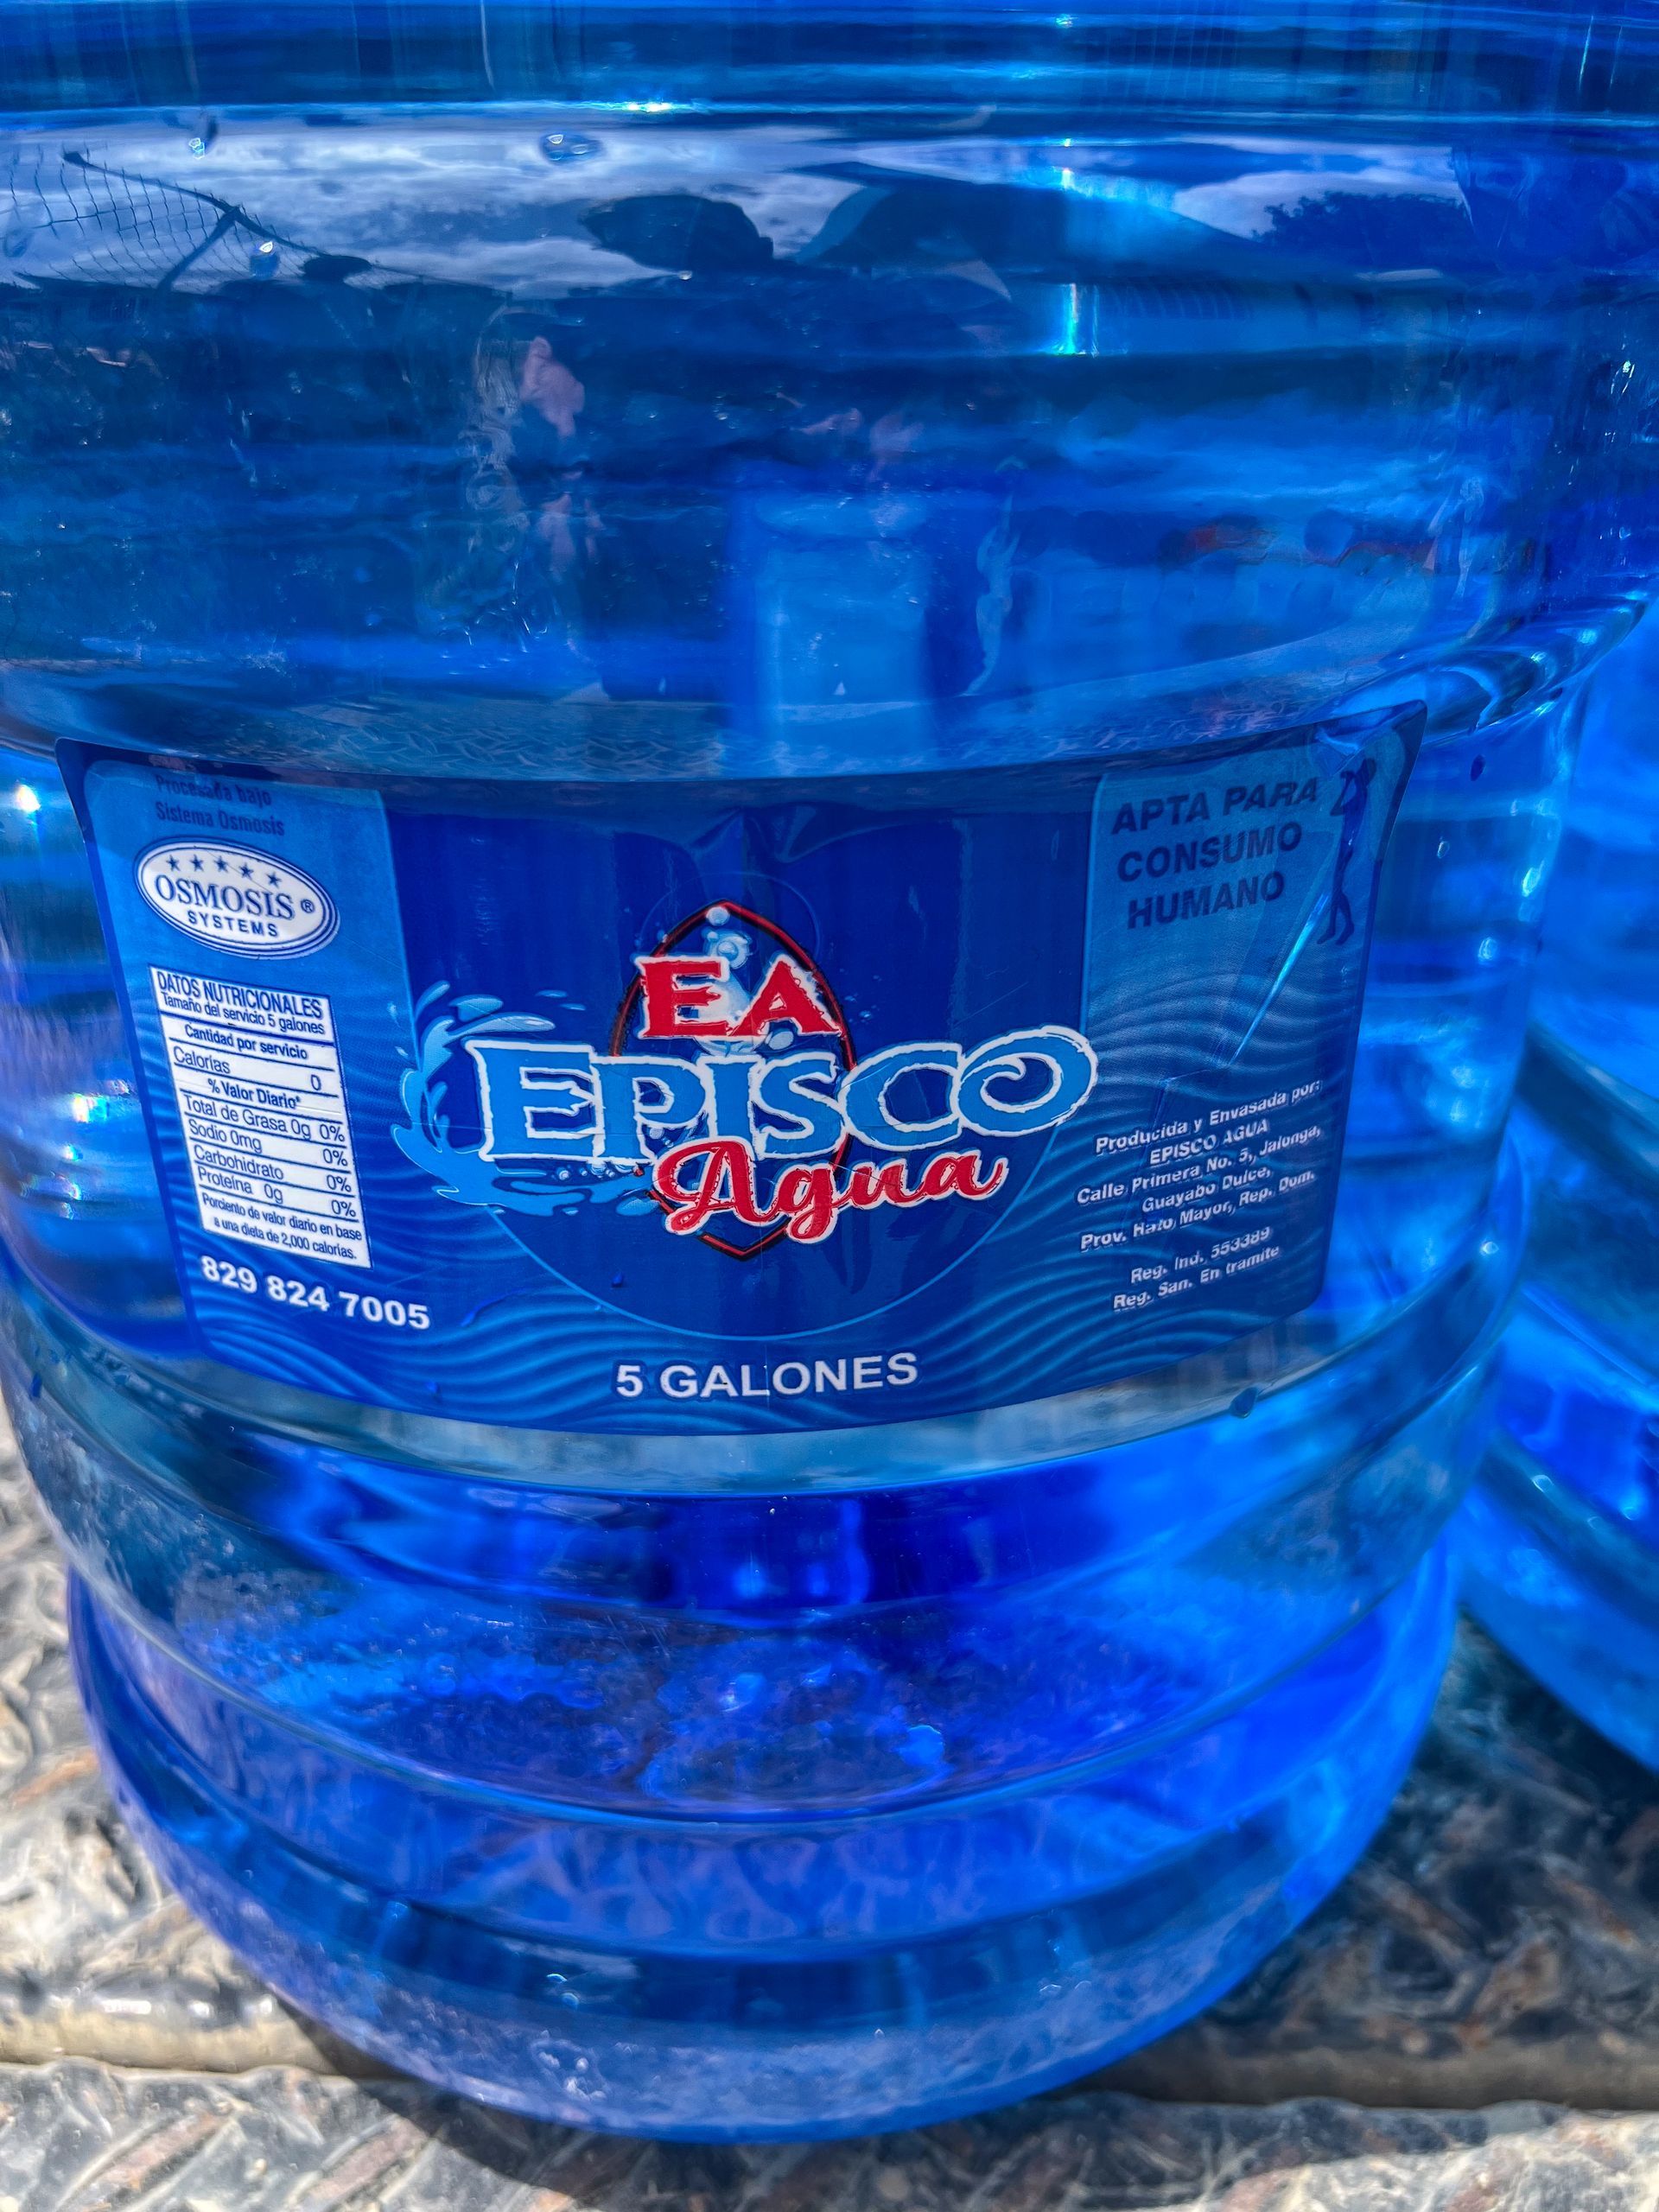 Procesada bajo
Sistema Osmosis
OSMOSIS ®
SYSTEMS
DATOS NUTRICIONALES
Tamaño del servicio 5 galones
Cantidad por servicio
Calorías 0
% Valor Diario*
Total de Grasa 0g 0%
Sodio 0mg 0%
Carbohidrato 0%
Proteína 0g 0%
Porciento de valor diario en base
a una dieta de 2,000 calorías.
829 824 7005
EA
EPISCO
Agua
5 GALONES
APTA PARA
CONSUMO
HUMANO
Producida y Envasada por:
EPISCO AGUA
Calle Primera, No. 5, Jalonga,
Guayabo Dulce,
Prov. Hato Mayor, Rep. Dom.
Reg. Ind. 553389
Reg. San. En tramite